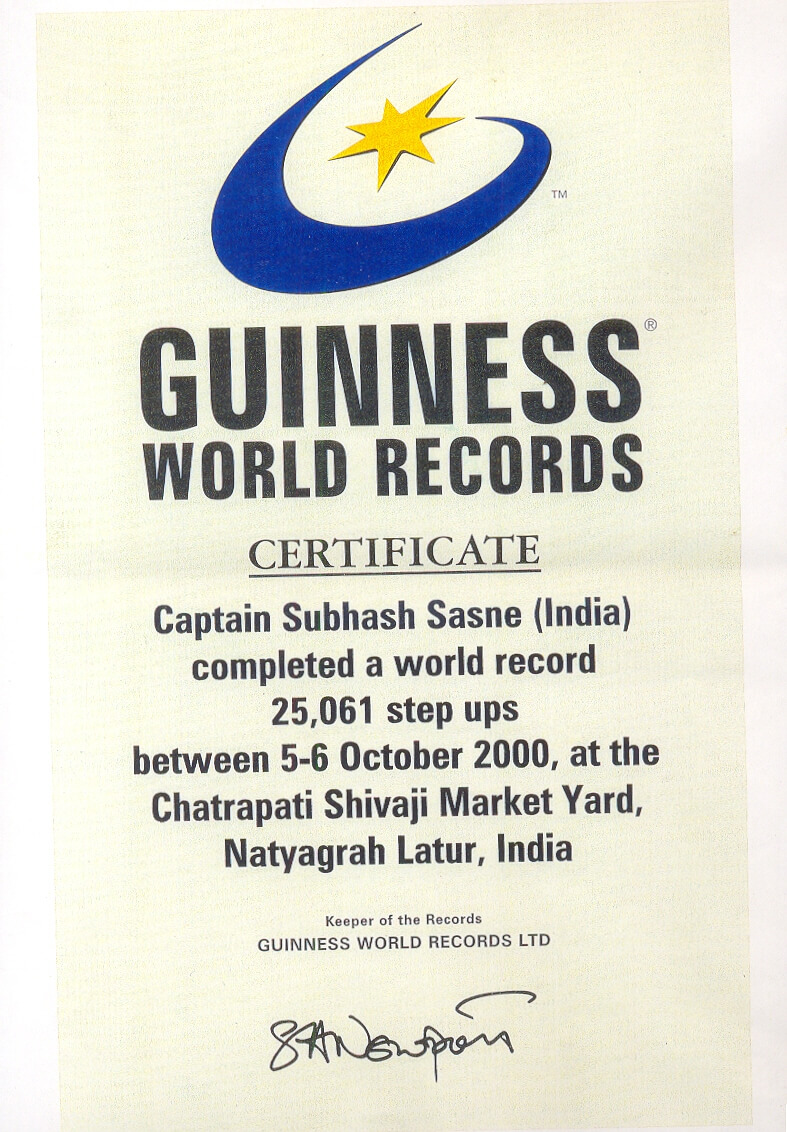 ™
GUINNESS®
WORLD RECORDS
CERTIFICATE
Captain Subhash Sasne (India)
completed a world record
25,061 step ups
between 5-6 October 2000, at the
Chatrapati Shivaji Market Yard,
Natyagrah Latur, India
Keeper of the Records
GUINNESS WORLD RECORDS LTD